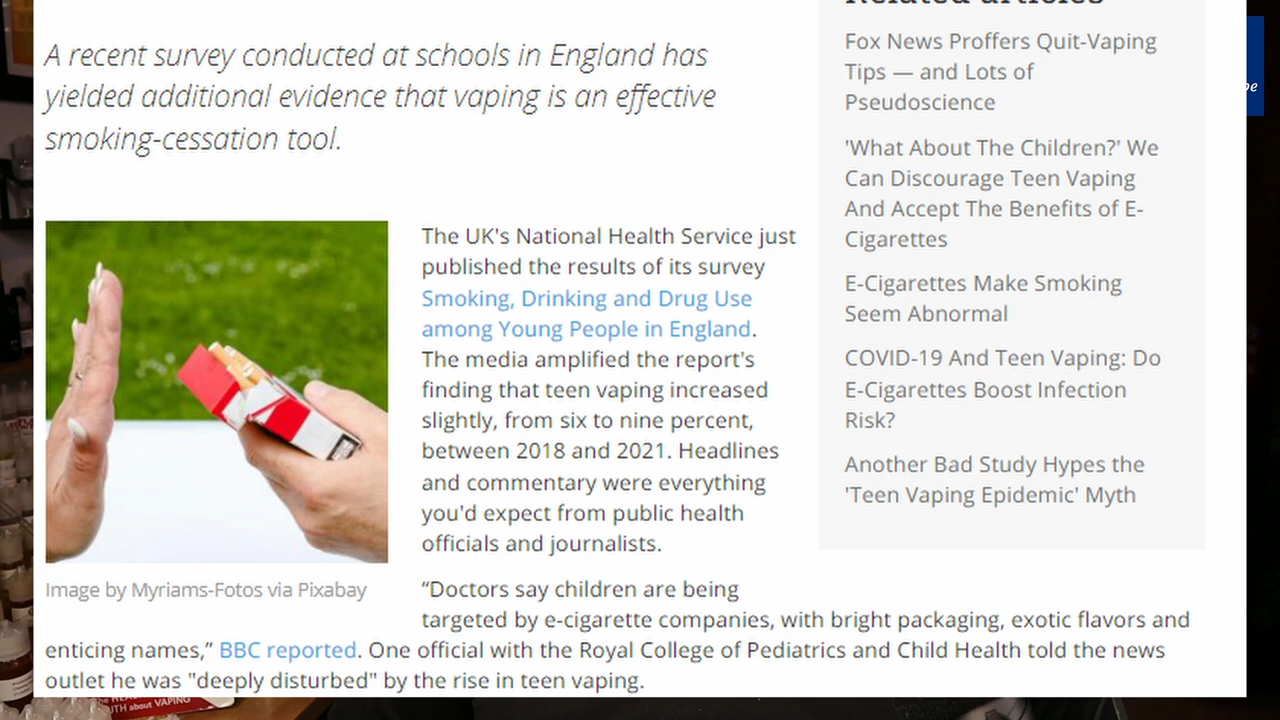 A recent survey conducted at schools in England has
yielded additional evidence that vaping is an effective
smoking-cessation tool.
The UK's National Health Service just
published the results of its survey
Smoking, Drinking and Drug Use
among Young People in England.
The media amplified the report's
finding that teen vaping increased
slightly, from six to nine percent,
between 2018 and 2021. Headlines
and commentary were everything
you'd expect from public health
officials and journalists.
Image by Myriams-Fotos via Pixabay
“Doctors say children are being
targeted by e-cigarette companies, with bright packaging, exotic flavors and
enticing names,” BBC reported. One official with the Royal College of Pediatrics and Child Health told the news
outlet he was "deeply disturbed" by the rise in teen vaping.
Related articles
Fox News Proffers Quit-Vaping
Tips — and Lots of
Pseudoscience
'What About The Children?' We
Can Discourage Teen Vaping
And Accept The Benefits of E-
Cigarettes
E-Cigarettes Make Smoking
Seem Abnormal
COVID-19 And Teen Vaping: Do
E-Cigarettes Boost Infection
Risk?
Another Bad Study Hypes the
'Teen Vaping Epidemic' Myth
about VAPING